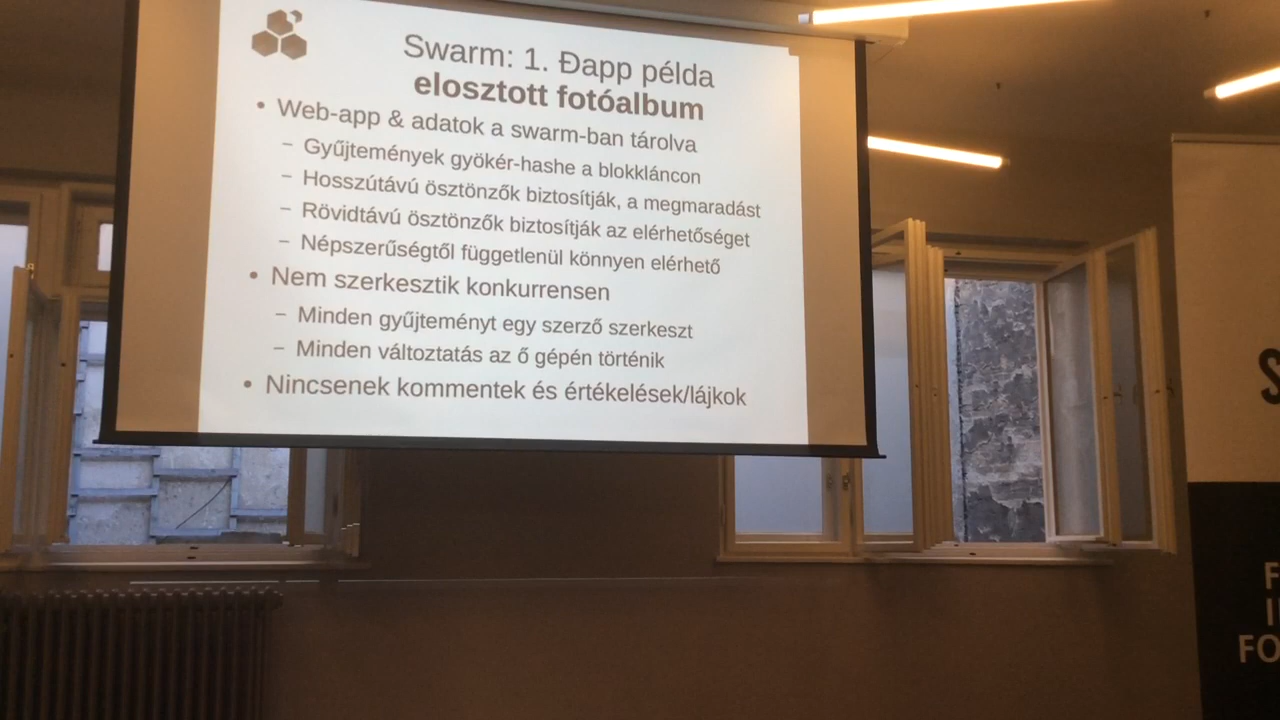 Swarm: 1. Đapp példa
elosztott fotóalbum
• Web-app & adatok a swarm-ban tárolva
– Gyűjtemények gyökér-hashe a blokkláncon
– Hosszútávú ösztönzők biztosítják, a megmaradást
– Rövidtávú ösztönzők biztosítják az elérhetőséget
– Népszerűségtől függetlenül könnyen elérhető
• Nem szerkesztik konkurrensen
– Minden gyűjteményt egy szerző szerkeszt
– Minden változtatás az ő gépén történik
• Nincsenek kommentek és értékelések/lájkok
S
F
FO